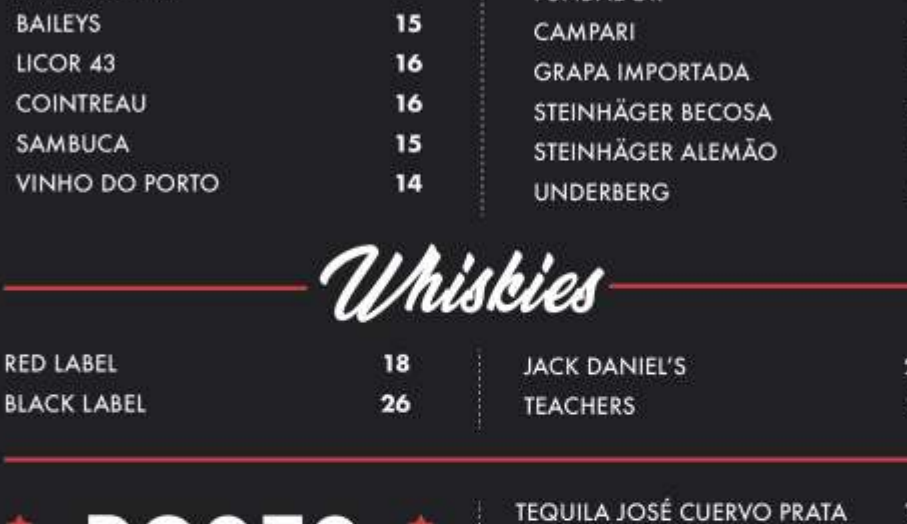 BAILEYS 15
LICOR 43 16
COINTREAU 16
SAMBUCA 15
VINHO DO PORTO 14
CAMPARI
GRAPA IMPORTADA
STEINHÄGER BECOSA
STEINHÄGER ALEMÃO
UNDERBERG
Whiskies
RED LABEL 18
BLACK LABEL 26
JACK DANIEL'S
TEACHERS
TEQUILA JOSÉ CUERVO PRATA